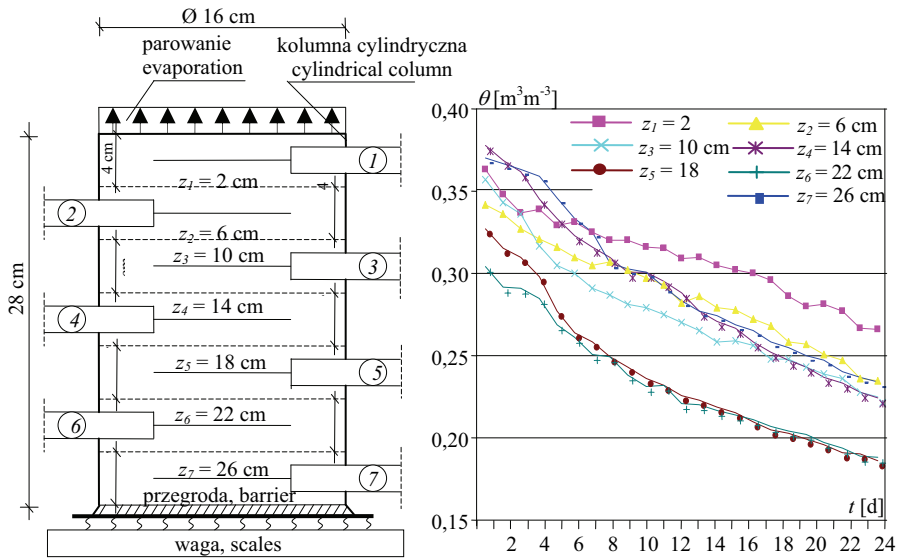 Ø 16 cm
parowanie
evaporation
kolumna cylindryczna
cylindrical column
28 cm
4 cm
4
1
z1 = 2 cm
2
z2 = 6 cm
z3 = 10 cm
3
z4 = 14 cm
4
z5 = 18 cm
5
z6 = 22 cm
6
z7 = 26 cm
7
przegroda, barrier
waga, scales
θ [m³m-³]
0,40
0,35
0,30
0,25
0,20
0,15
z1 = 2
z2 = 6 cm
z3 = 10 cm
z4 = 14 cm
z5 = 18
z6 = 22 cm
z7 = 26 cm
t [d]
2 4 6 8 10 12 14 16 18 20 22 24